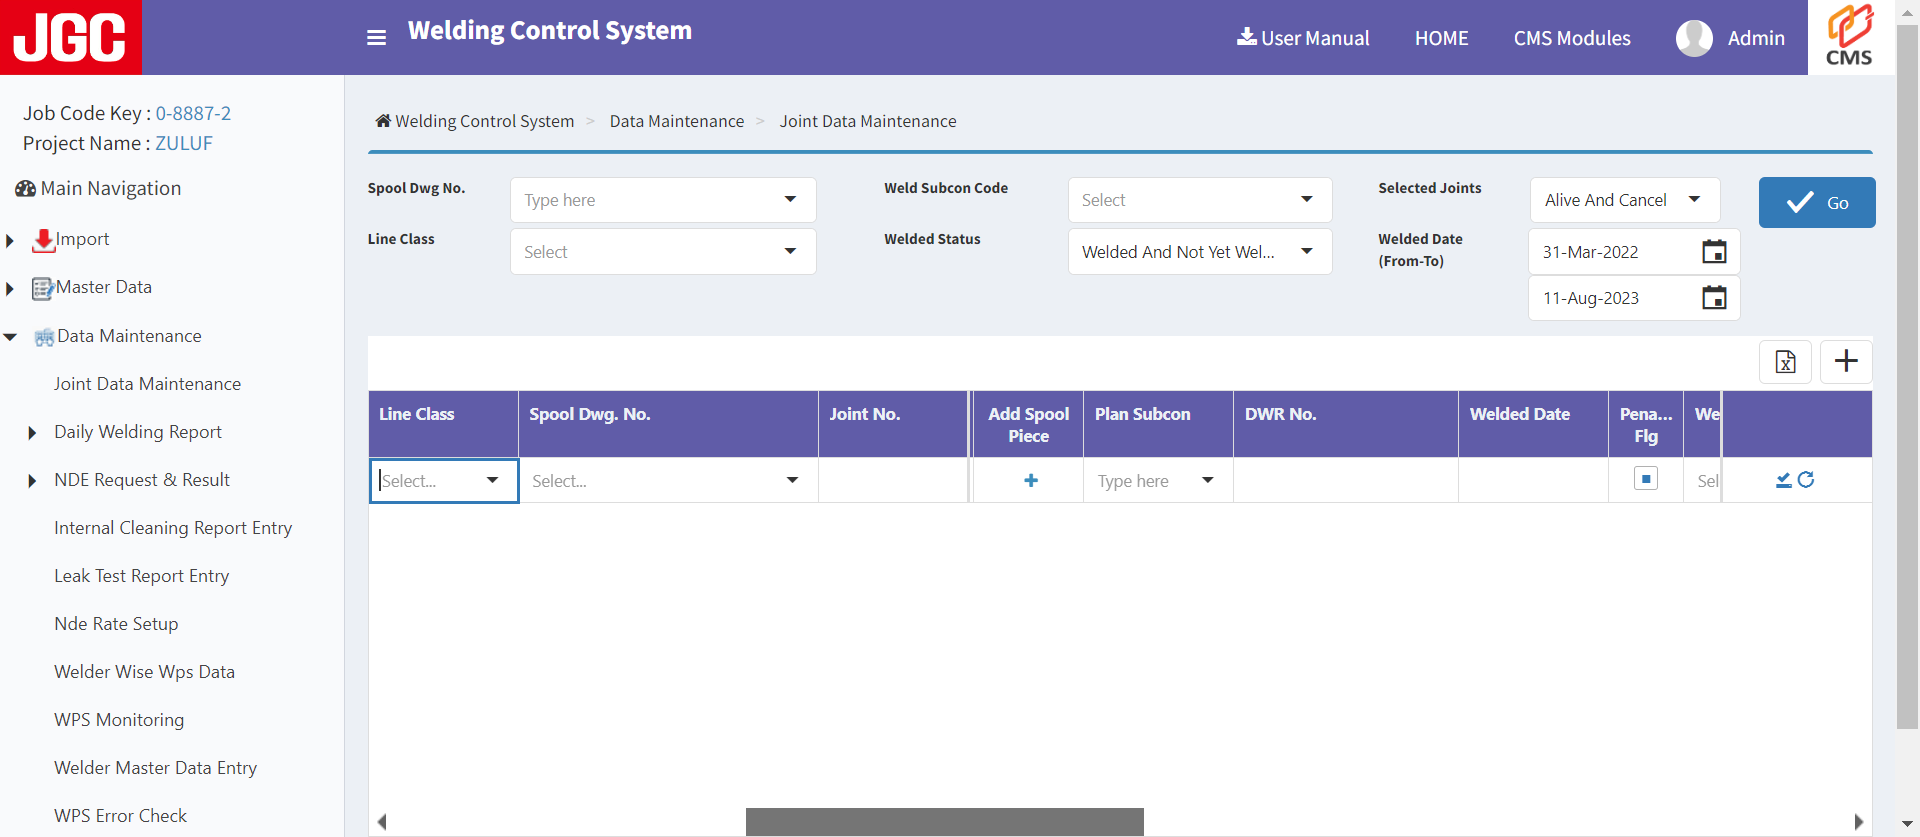 JGC
Welding Control System
User Manual
HOME
CMS Modules
Admin
CMS
Job Code Key : 0-8887-2
Project Name : ZULUF
Main Navigation
Import
Master Data
Data Maintenance
Joint Data Maintenance
Daily Welding Report
NDE Request & Result
Internal Cleaning Report Entry
Leak Test Report Entry
Nde Rate Setup
Welder Wise Wps Data
WPS Monitoring
Welder Master Data Entry
WPS Error Check
Welding Control System > Data Maintenance > Joint Data Maintenance
Spool Dwg No.
Type here
Weld Subcon Code
Select
Selected Joints
Alive And Cancel
Go
Line Class
Select
Welded Status
Welded And Not Yet Wel...
Welded Date
(From-To)
31-Mar-2022
11-Aug-2023
Line Class
Spool Dwg. No.
Joint No.
Add Spool
Piece
Plan Subcon
DWR No.
Welded Date
Pena...
Flg
We
Select...
Select...
Type here
Sel